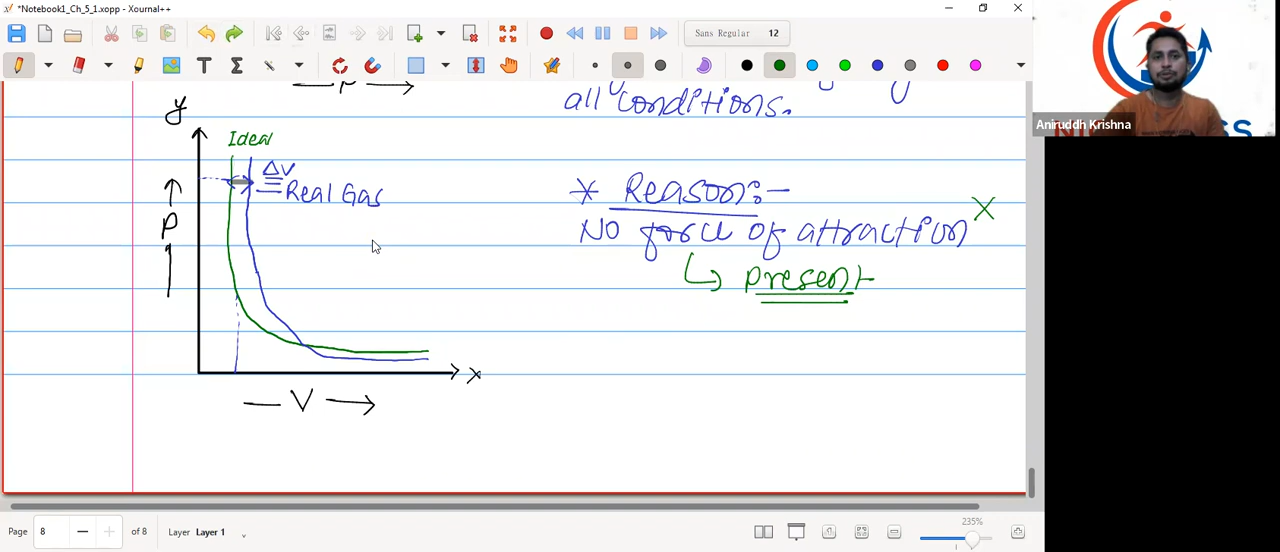 *Notebook1_Ch_5_1.xopp - Xournal++
Sans Regular 12
P
all conditions.
y
Ideal
ΔV
Real Gas
P
* Reason:-
No force of attraction X
↳ present
x
— V →
Aniruddh Krishna
SS
Page 8 of 8 Layer Layer 1
235%